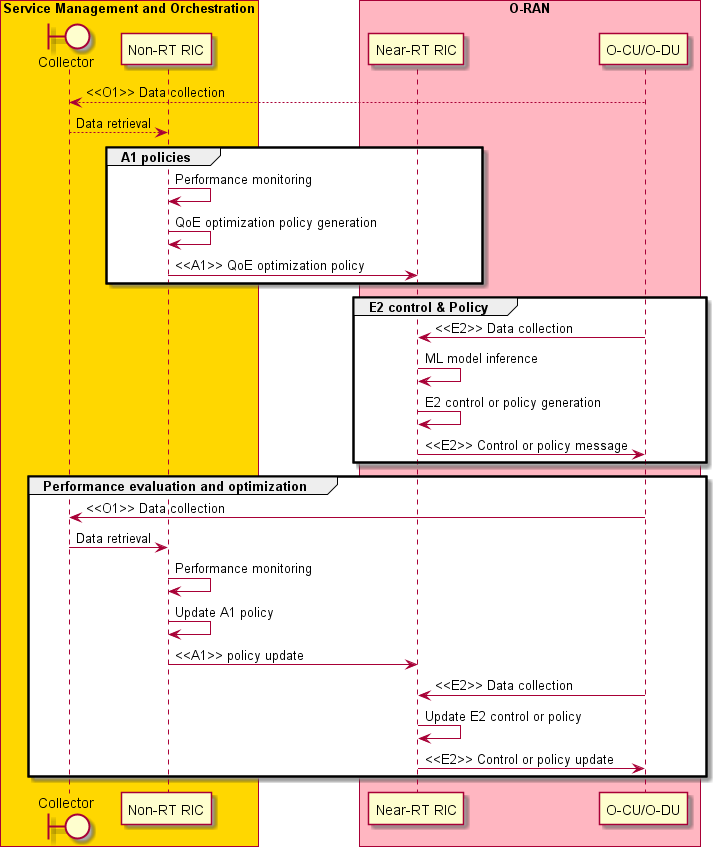 Service Management and Orchestration
O-RAN
Collector
Non-RT RIC
Near-RT RIC
O-CU/O-DU
<<O1>> Data collection
Data retrieval
A1 policies
Performance monitoring
QoE optimization policy generation
<<A1>> QoE optimization policy
E2 control & Policy
<<E2>> Data collection
ML model inference
E2 control or policy generation
<<E2>> Control or policy message
Performance evaluation and optimization
<<O1>> Data collection
Data retrieval
Performance monitoring
Update A1 policy
<<A1>> policy update
<<E2>> Data collection
Update E2 control or policy
<<E2>> Control or policy update
Collector
Non-RT RIC
Near-RT RIC
O-CU/O-DU